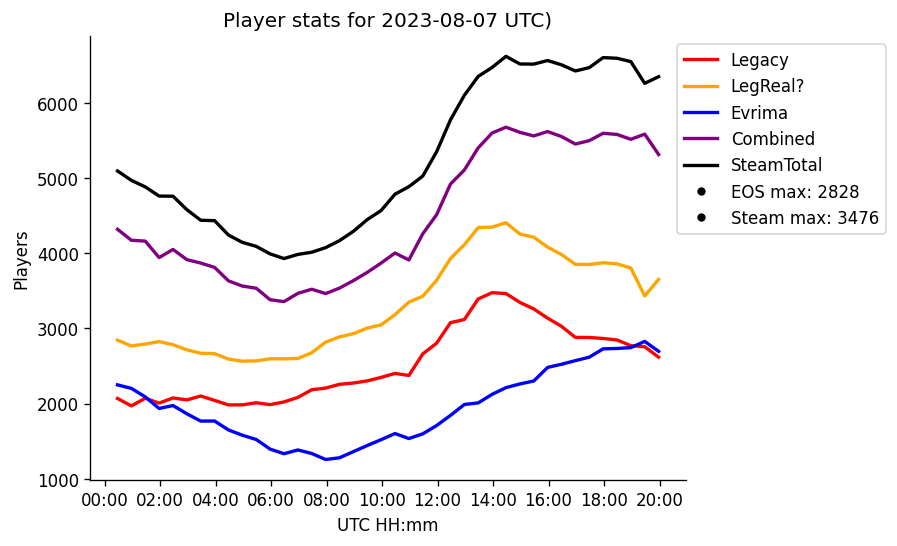 Player stats for 2023-08-07 UTC)
Legacy
LegReal?
Evrima
Combined
SteamTotal
EOS max: 2828
Steam max: 3476
Players
6000
5000
4000
3000
2000
1000
00:00 02:00 04:00 06:00 08:00 10:00 12:00 14:00 16:00 18:00 20:00
UTC HH:mm